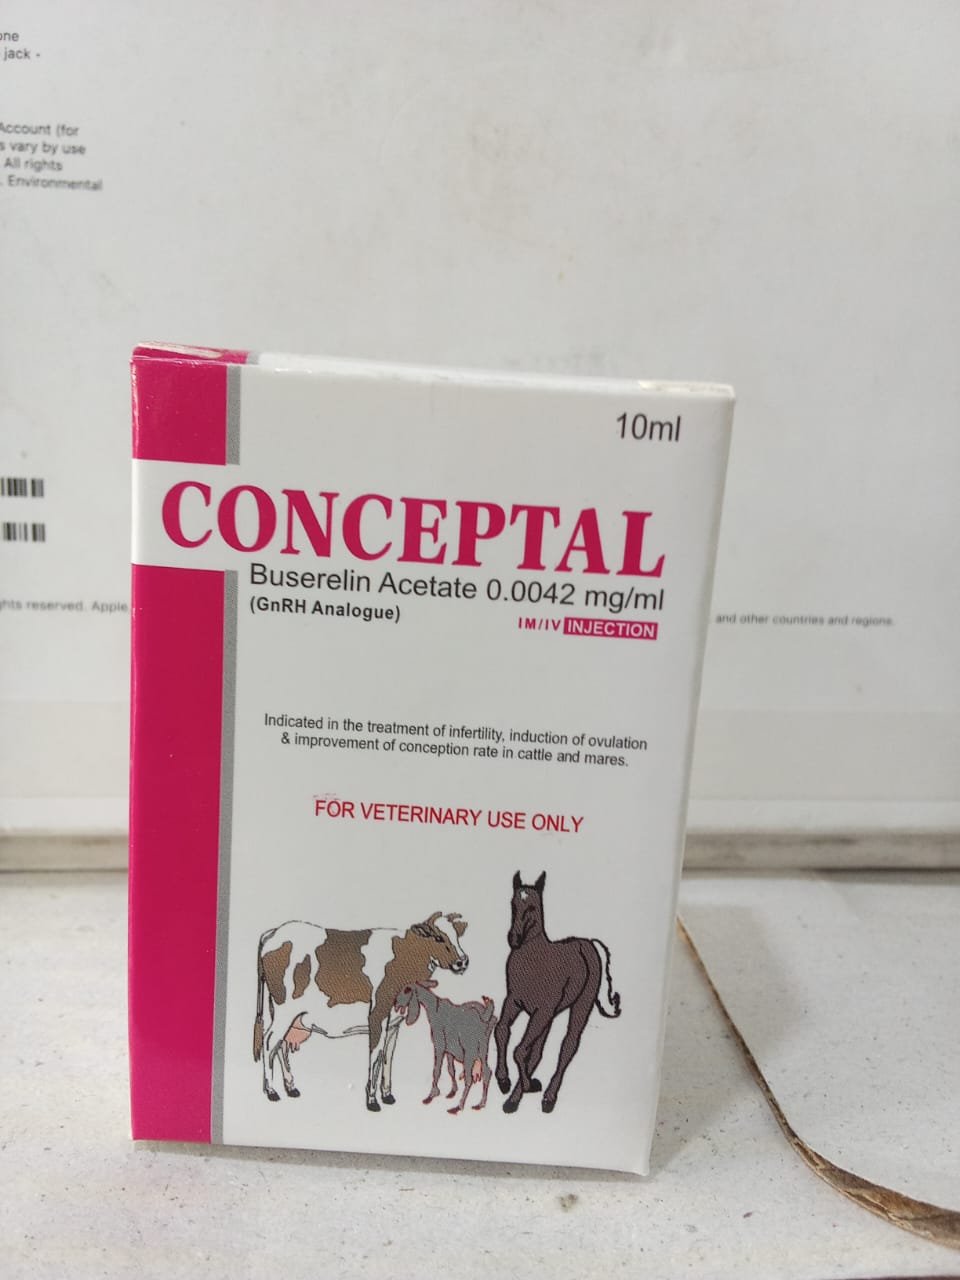 one
jack -
Account (for
s vary by use
All rights
. Environmental
10ml
CONCEPTAL
Buserelin Acetate 0.0042 mg/ml
(GnRH Analogue)
IM/IV INJECTION
hts reserved. Apple,
and other countries and regions.
Indicated in the treatment of infertility, induction of ovulation
& improvement of conception rate in cattle and mares.
FOR VETERINARY USE ONLY